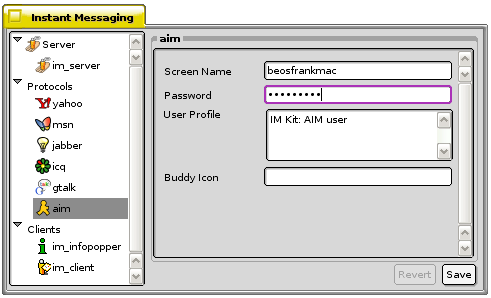 Instant Messaging
Server
im_server
Protocols
yahoo
msn
jabber
icq
gtalk
aim
Clients
im_infopopper
im_client
aim
Screen Name
beosfrankmac
Password
•••••••••
User Profile
IM Kit: AIM user
Buddy Icon
Revert
Save